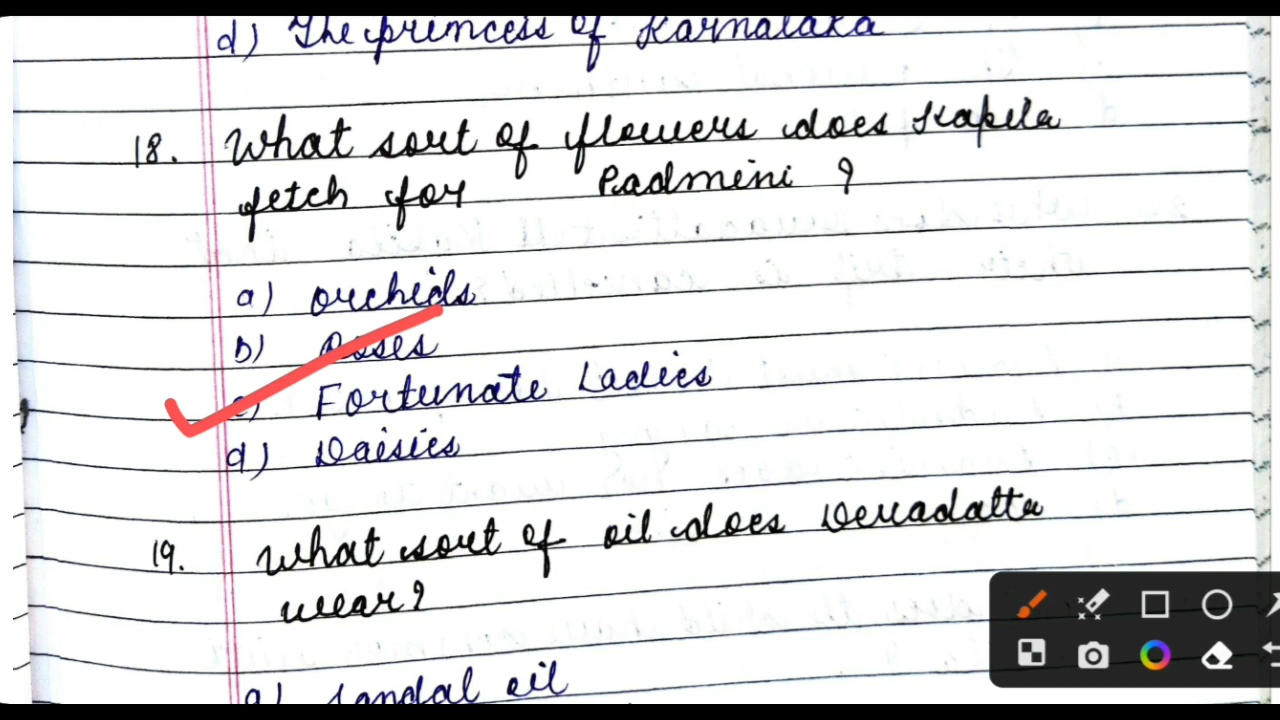 d) The princess of Karnataka
18. What sort of flowers does Kapila
fetch for Padmini ?
a) Orchids
b) Roses
c) Fortunate Ladies
d) Daisies
19. What sort of oil does Devadatta
wear?
a) Sandal oil